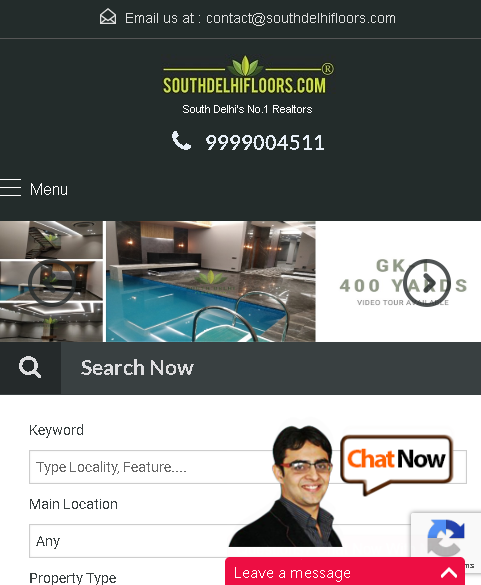 Email us at : contact@southdelhifloors.com
SOUTHDELHIFLOORS.COM®
South Delhi's No.1 Realtors
9999004511
Menu
GK
400 YARDS
VIDEO TOUR AVAILABLE
Search Now
Keyword
Type Locality, Feature....
Chat Now
Main Location
Any
Property Type
Leave a message